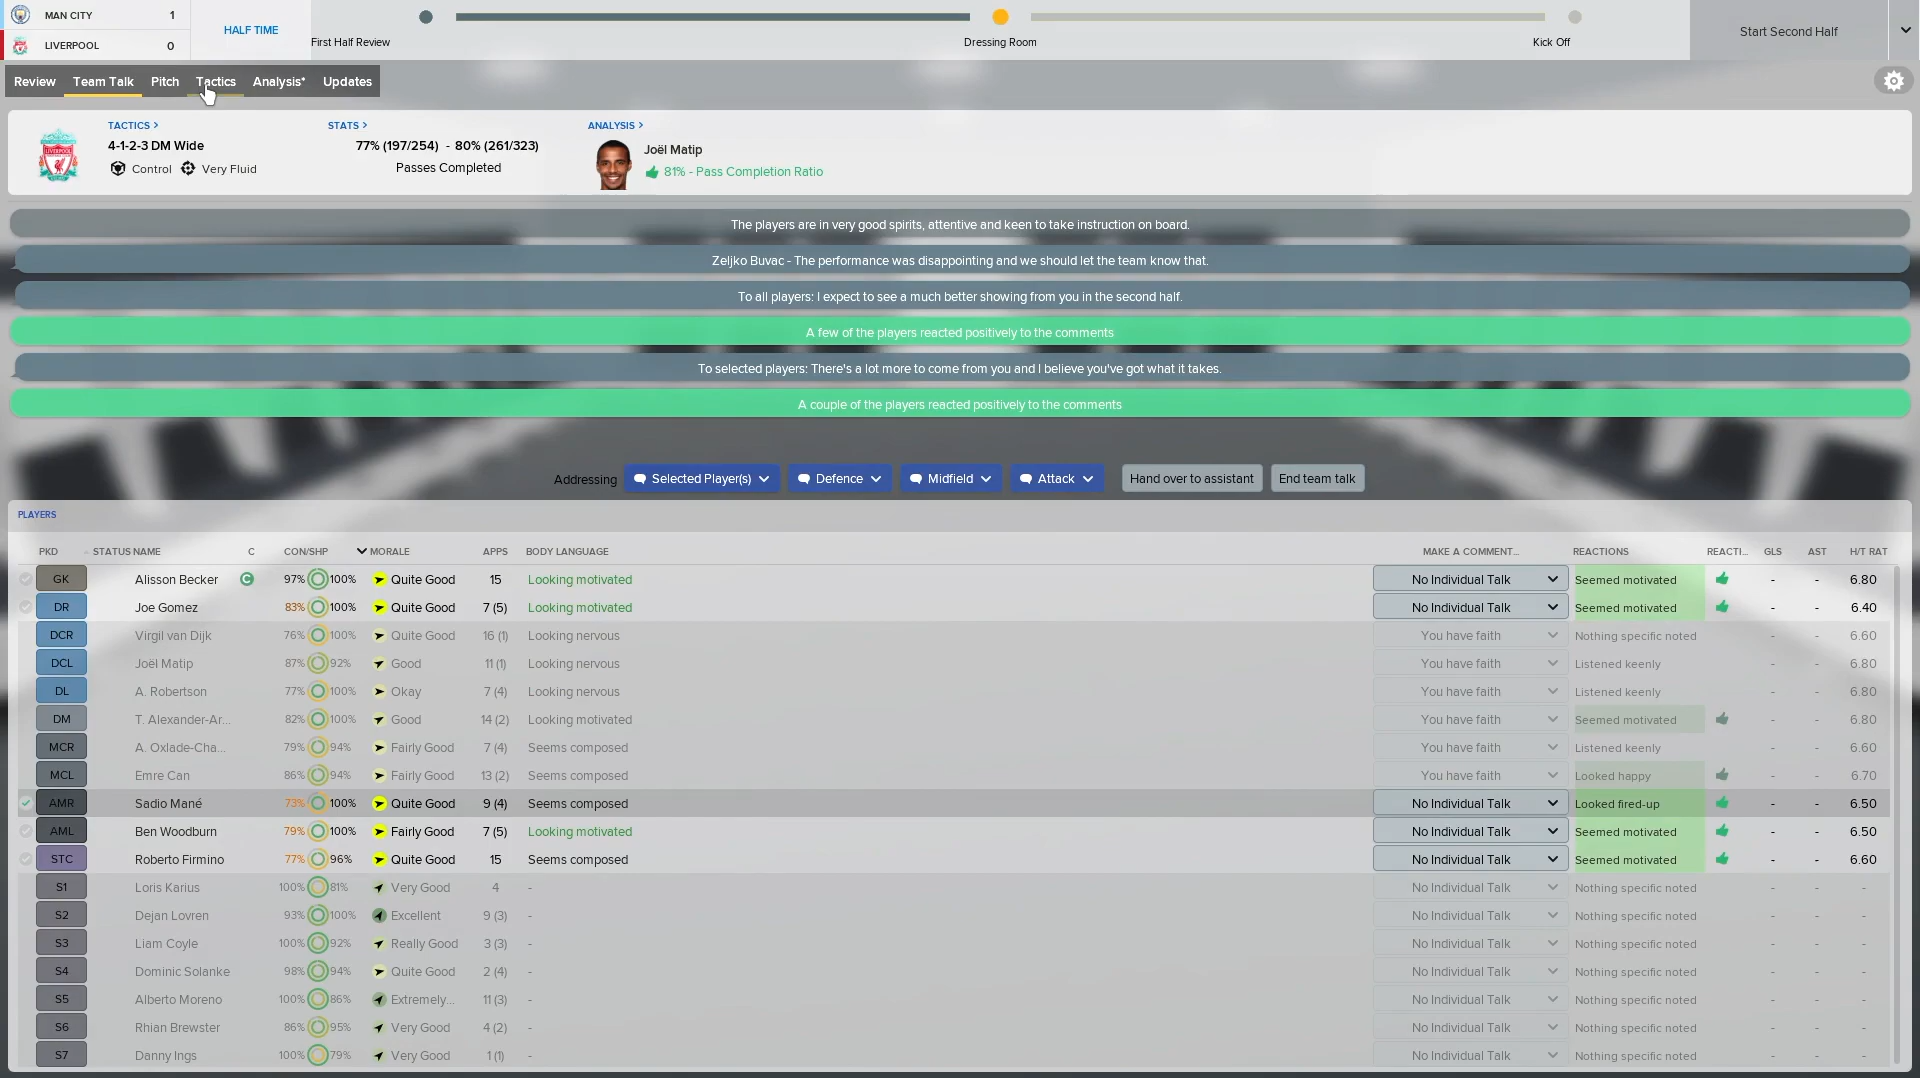 MAN CITY 1
LIVERPOOL 0
HALF TIME
First Half Review
Dressing Room
Kick Off
Start Second Half
Review Team Talk Pitch Tactics Analysis* Updates
TACTICS >
4-1-2-3 DM Wide
Control Very Fluid
STATS >
77% (197/254) - 80% (261/323)
Passes Completed
ANALYSIS >
Joël Matip
81% - Pass Completion Ratio
The players are in very good spirits, attentive and keen to take instruction on board.
Zeljko Buvac - The performance was disappointing and we should let the team know that.
To all players: I expect to see a much better showing from you in the second half.
A few of the players reacted positively to the comments
To selected players: There's a lot more to come from you and I believe you've got what it takes.
A couple of the players reacted positively to the comments
Addressing Selected Player(s) Defence Midfield Attack Hand over to assistant End team talk
PLAYERS
PKD STATUS NAME C CON/SHP MORALE APPS BODY LANGUAGE MAKE A COMMENT... REACTIONS REACTI... GLS AST H/T RAT
GK Alisson Becker C 97% 100% Quite Good 15 Looking motivated No Individual Talk Seemed motivated - - 6.80
DR Joe Gomez 83% 100% Quite Good 7 (5) Looking motivated No Individual Talk Seemed motivated - - 6.40
DCR Virgil van Dijk 76% 100% Quite Good 16 (1) Looking nervous You have faith Nothing specific noted - - 6.60
DCL Joël Matip 87% 92% Good 11 (1) Looking nervous You have faith Listened keenly - - 6.80
DL A. Robertson 77% 100% Okay 7 (4) Looking nervous You have faith Listened keenly - - 6.80
DM T. Alexander-Ar... 82% 100% Good 14 (2) Looking motivated You have faith Seemed motivated - - 6.80
MCR A. Oxlade-Cha... 79% 94% Fairly Good 7 (4) Seems composed You have faith Listened keenly - - 6.60
MCL Emre Can 86% 94% Fairly Good 13 (2) Seems composed You have faith Looked happy - - 6.70
AMR Sadio Mané 73% 100% Quite Good 9 (4) Seems composed No Individual Talk Looked fired-up - - 6.50
AML Ben Woodburn 79% 100% Fairly Good 7 (5) Looking motivated No Individual Talk Seemed motivated - - 6.50
STC Roberto Firmino 77% 96% Quite Good 15 Seems composed No Individual Talk Seemed motivated - - 6.60
S1 Loris Karius 100% 81% Very Good 4 - No Individual Talk Nothing specific noted - - -
S2 Dejan Lovren 93% 100% Excellent 9 (3) - No Individual Talk Nothing specific noted - - -
S3 Liam Coyle 100% 92% Really Good 3 (3) - No Individual Talk Nothing specific noted - - -
S4 Dominic Solanke 98% 94% Quite Good 2 (4) - No Individual Talk Nothing specific noted - - -
S5 Alberto Moreno 100% 86% Extremely... 11 (3) - No Individual Talk Nothing specific noted - - -
S6 Rhian Brewster 86% 95% Very Good 4 (2) - No Individual Talk Nothing specific noted - - -
S7 Danny Ings 100% 79% Very Good 1 (1) - No Individual Talk Nothing specific noted - - -